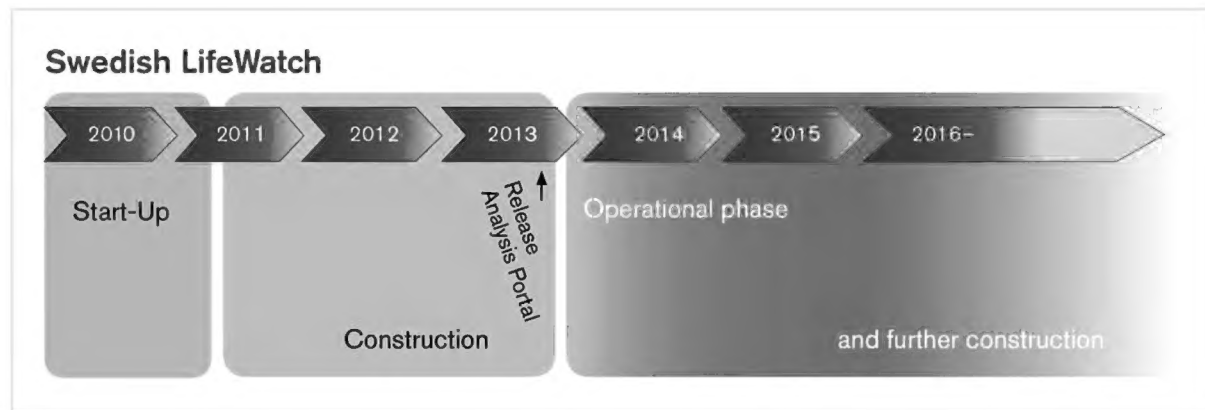 Swedish LifeWatch
2010 2011 2012 2013 2014 2015 2016–
Start-Up
Release
Analysis Portal
Operational phase
Construction
and further construction